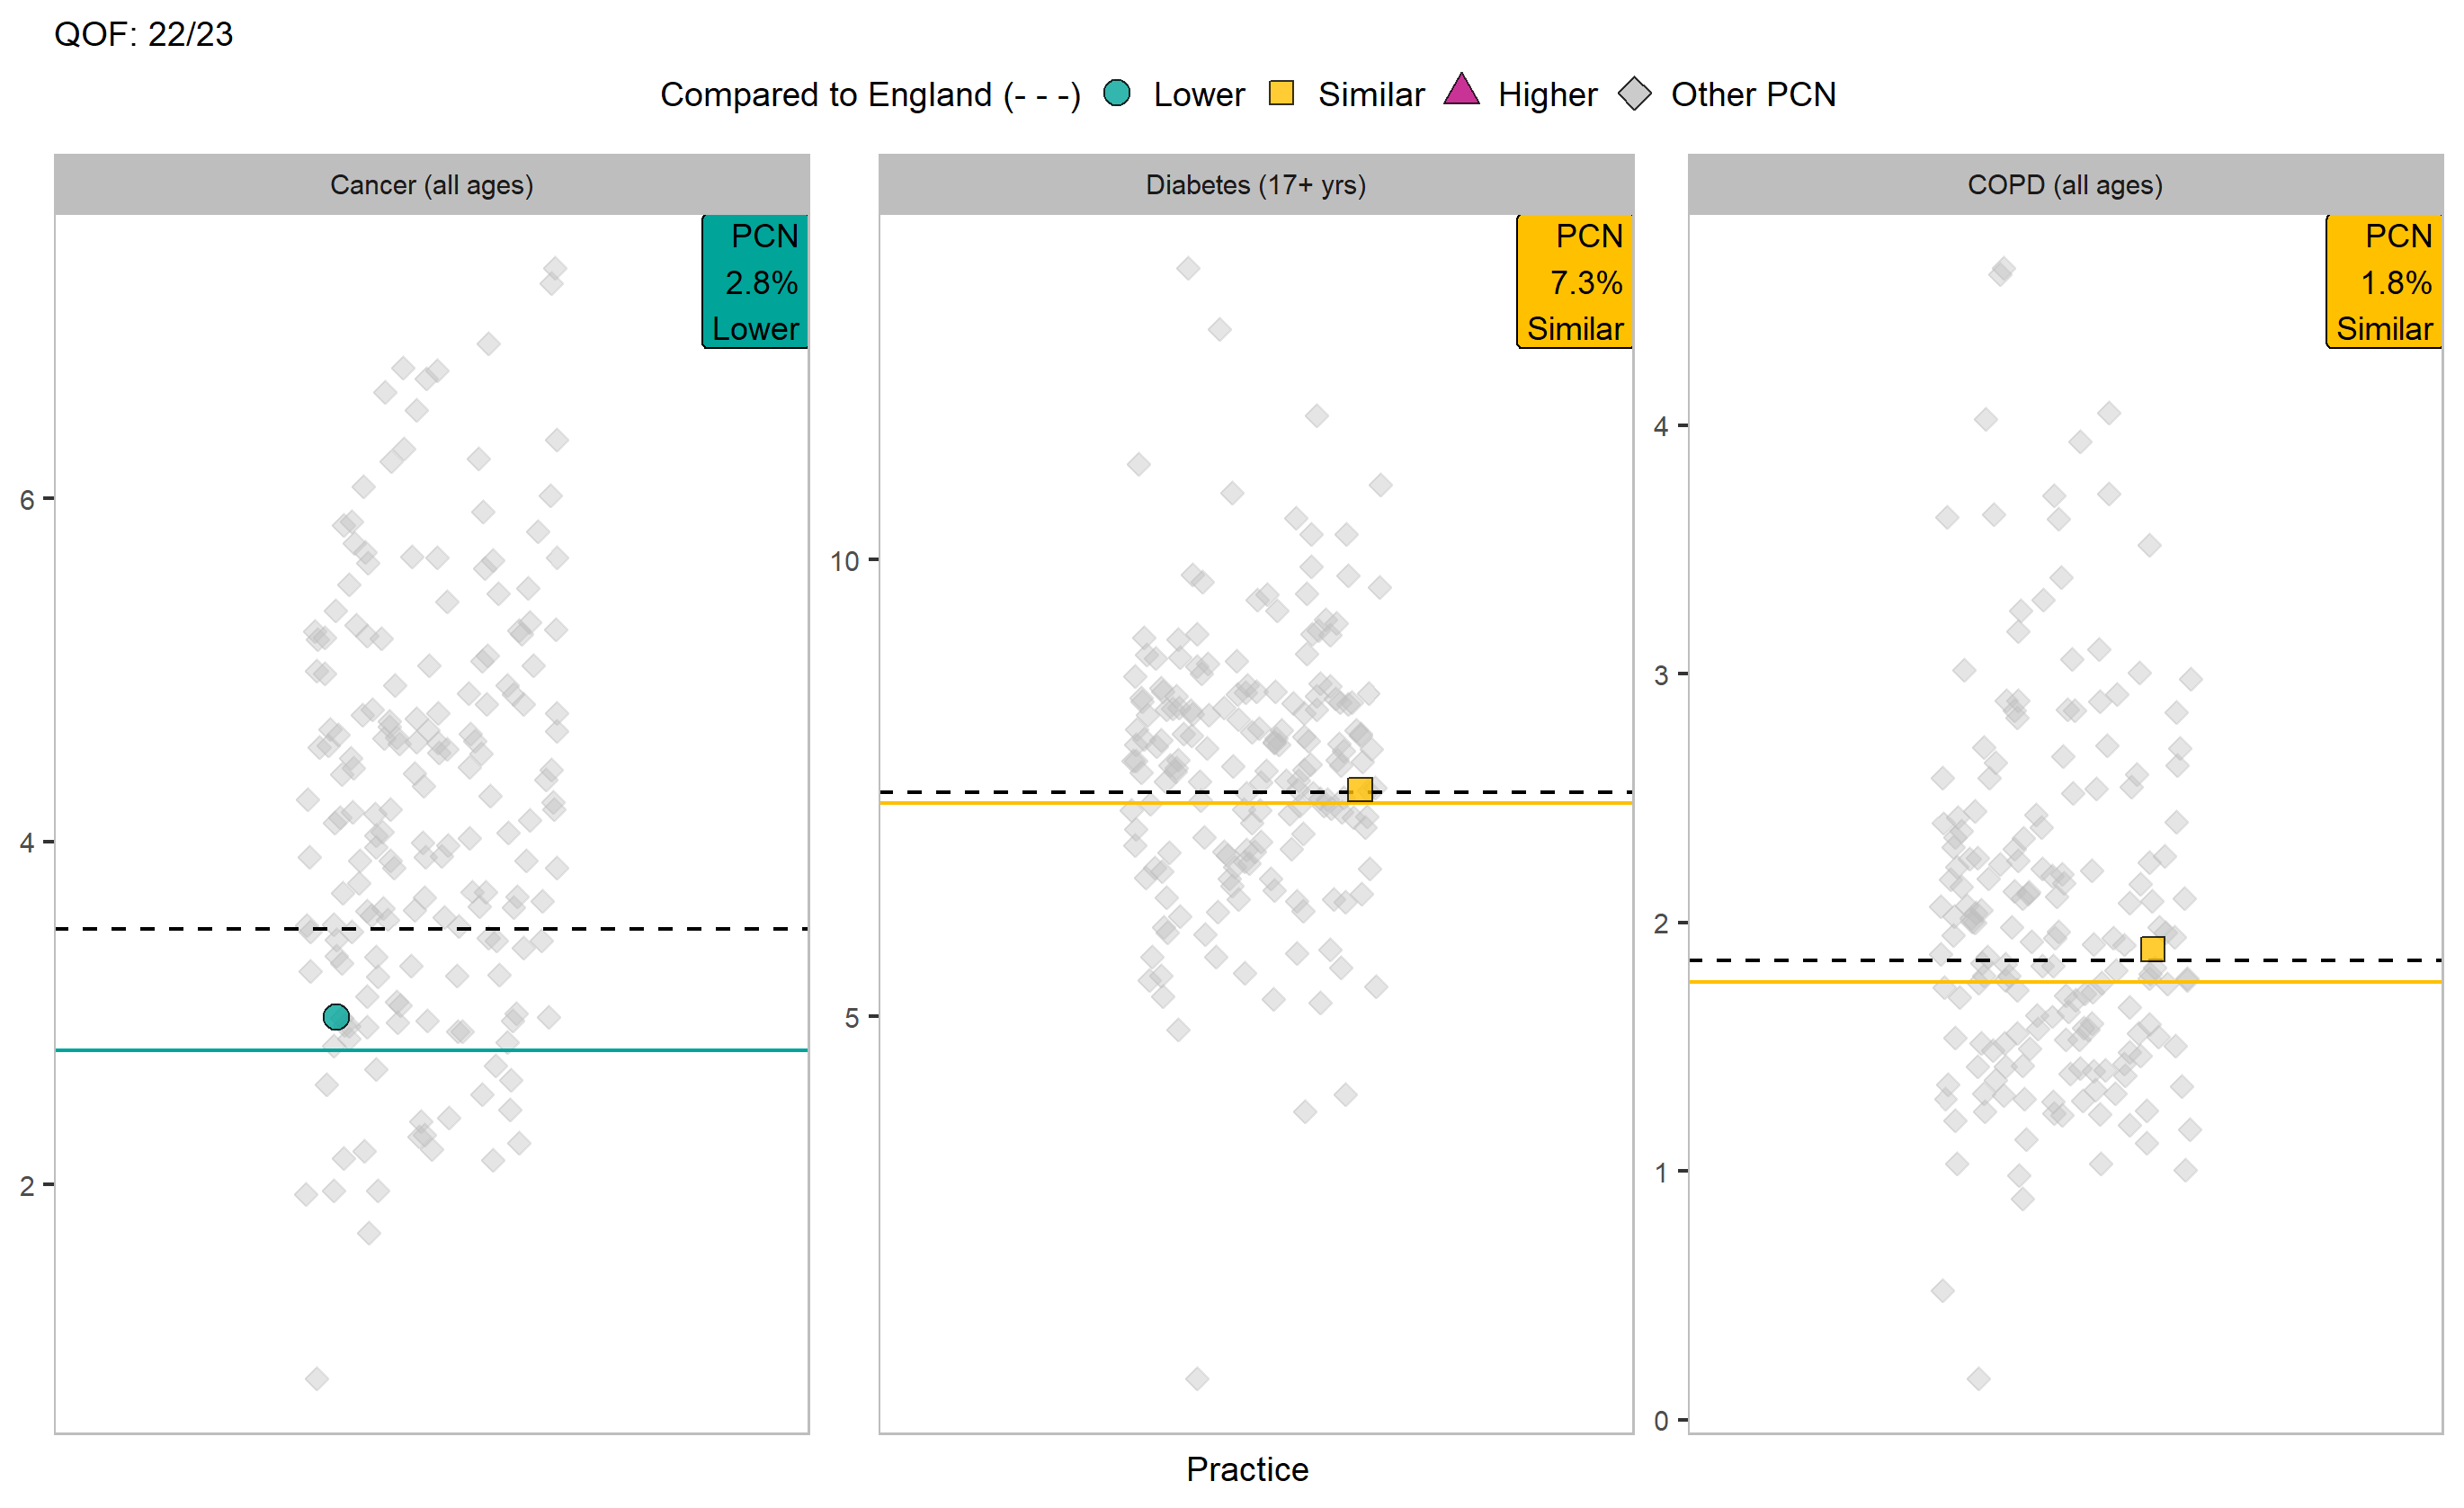 QOF: 22/23
Compared to England (- - -) Lower Similar Higher Other PCN
Cancer (all ages)
PCN
2.8%
Lower
6
4
2
Diabetes (17+ yrs)
PCN
7.3%
Similar
10
5
COPD (all ages)
PCN
1.8%
Similar
4
3
2
1
0
Practice